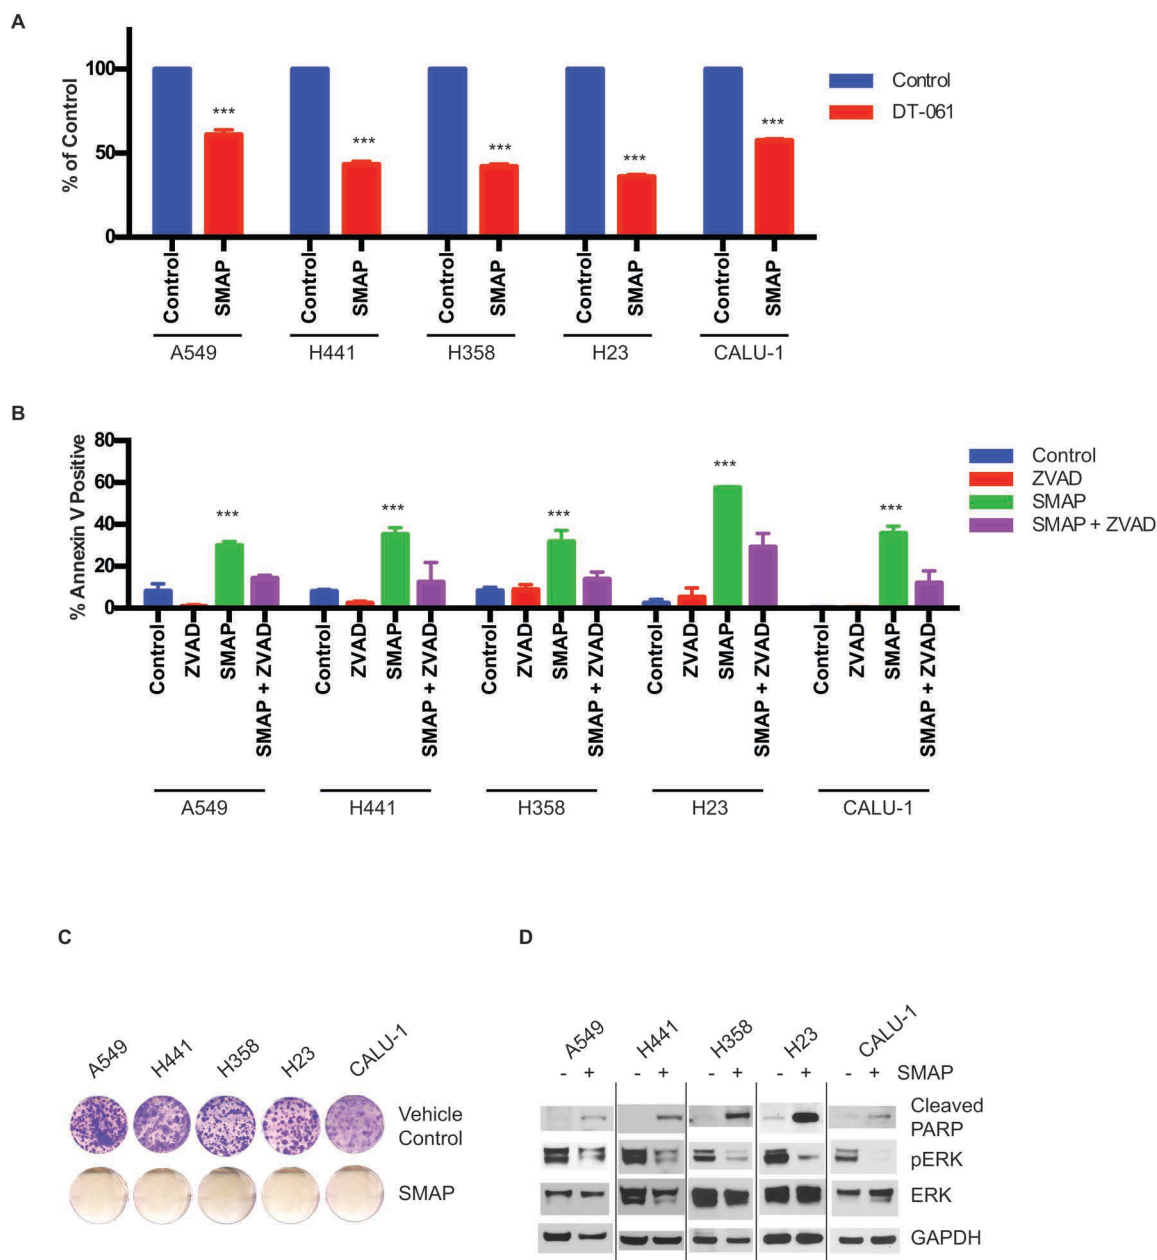 A
% of Control
100
50
0
***
***
***
***
***
Control
DT-061
Control
SMAP
Control
SMAP
Control
SMAP
Control
SMAP
Control
SMAP
A549
H441
H358
H23
CALU-1
B
% Annexin V Positive
80
60
40
20
0
***
***
***
***
***
Control
ZVAD
SMAP
SMAP + ZVAD
Control
ZVAD
SMAP
SMAP + ZVAD
Control
ZVAD
SMAP
SMAP + ZVAD
Control
ZVAD
SMAP
SMAP + ZVAD
Control
ZVAD
SMAP
SMAP + ZVAD
Control
ZVAD
SMAP
SMAP + ZVAD
A549
H441
H358
H23
CALU-1
C
A549
H441
H358
H23
CALU-1
Vehicle
Control
SMAP
D
A549
H441
H358
H23
CALU-1
- + - + - + - + - + SMAP
Cleaved
PARP
pERK
ERK
GAPDH